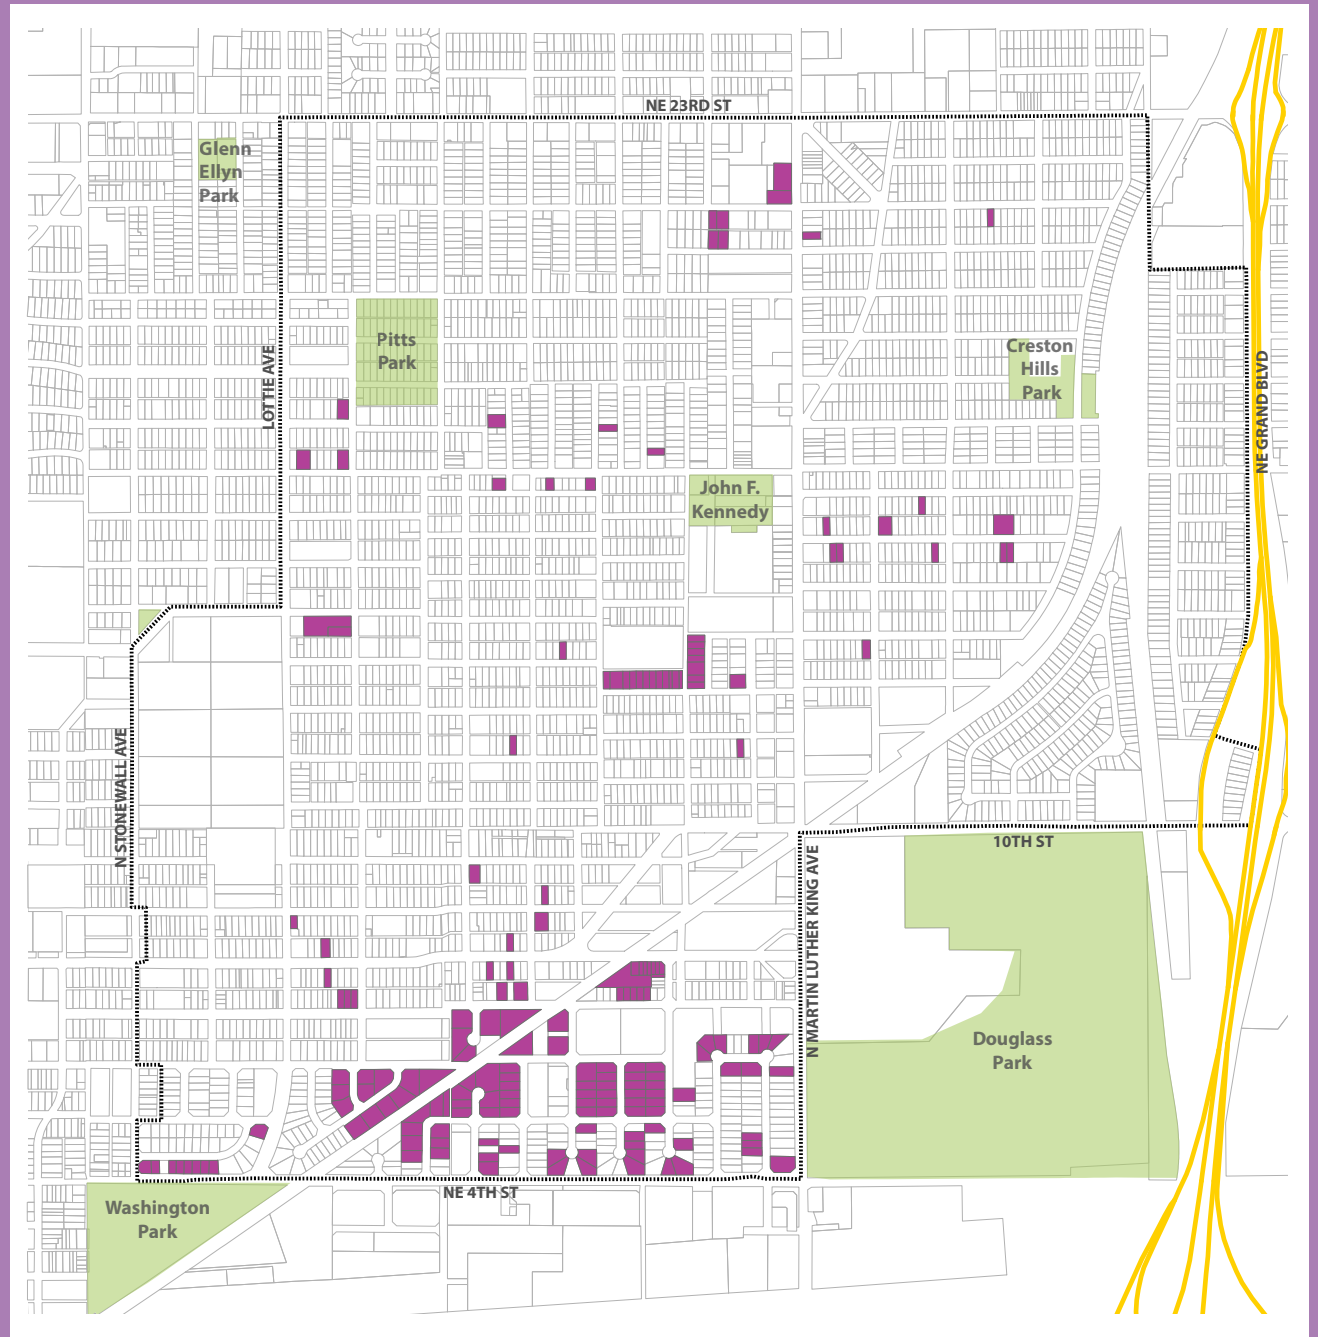 NE 23RD ST
Glenn
Ellyn
Park
Pitts
Park
Creston
Hills
Park
LOTTIE AVE
NE GRAND BLVD
John F.
Kennedy
N STONEWALL AVE
10TH ST
N MARTIN LUTHER KING AVE
Douglass
Park
NE 4TH ST
Washington
Park